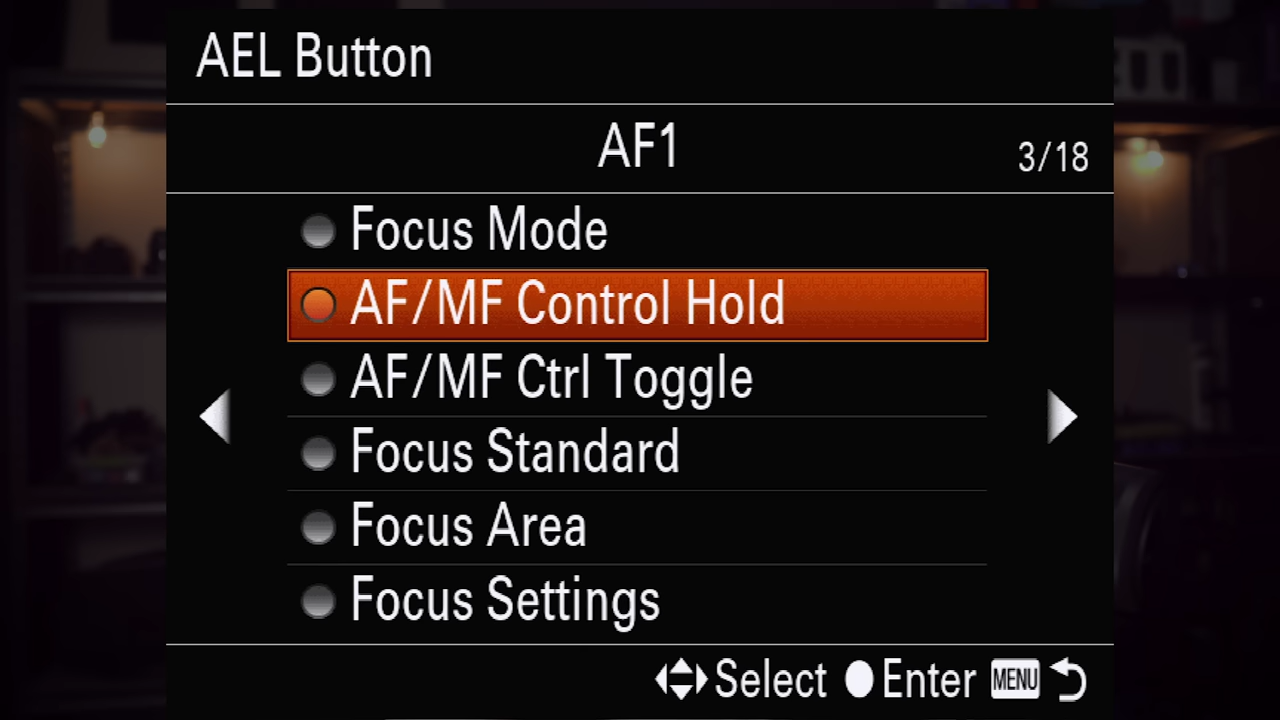 AEL Button
AF1
3/18
Focus Mode
AF/MF Control Hold
AF/MF Ctrl Toggle
Focus Standard
Focus Area
Focus Settings
Select Enter MENU